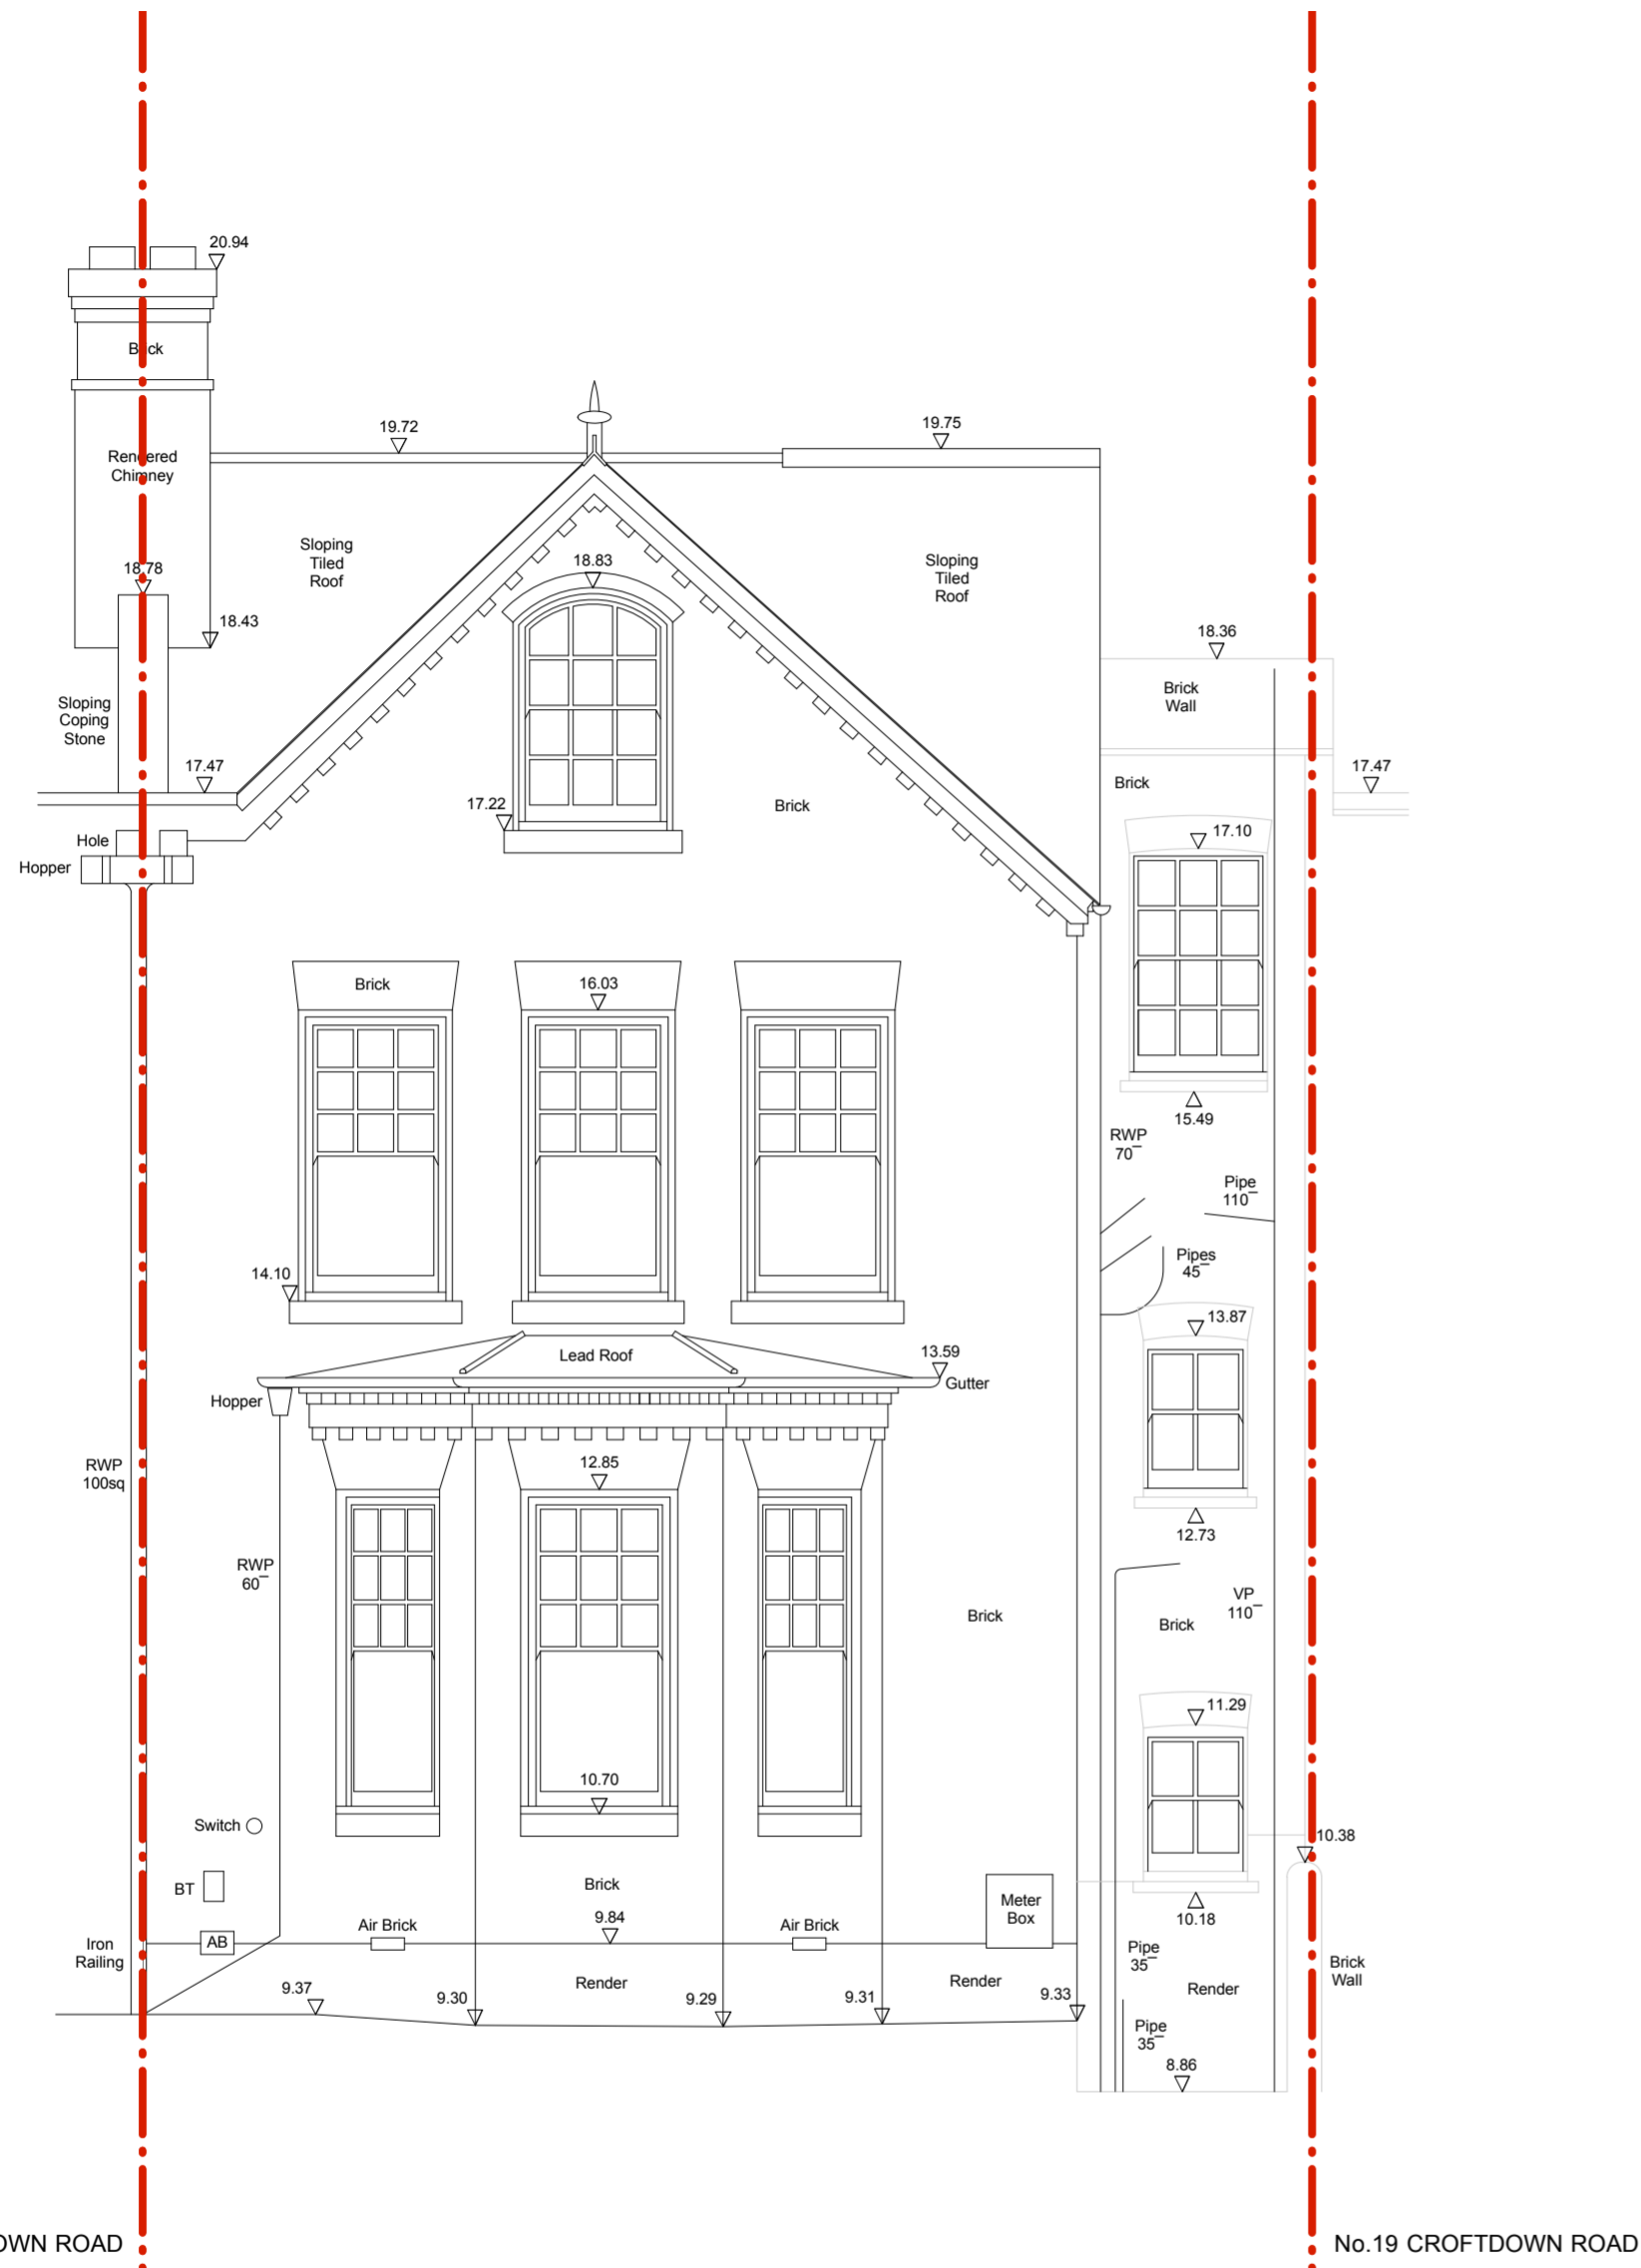 20.94
Brick
19.72
19.75
Rendered
Chimney
Sloping
Tiled
Roof
18.83
Sloping
Tiled
Roof
18.78
18.43
18.36
Brick
Wall
Sloping
Coping
Stone
17.47
17.47
Brick
17.22
Brick
Hole
17.10
Hopper
Brick
16.03
15.49
RWP
70
Pipe
110
Pipes
45
14.10
13.87
Lead Roof
13.59
Gutter
Hopper
12.85
RWP
100sq
12.73
RWP
60
VP
110
Brick
Brick
11.29
10.70
Switch
10.38
BT
Brick
Meter
Box
10.18
9.84
Air Brick
Air Brick
AB
Iron
Railing
Pipe
35
Brick
Wall
Render
Render
Render
9.37
9.30
9.29
9.31
9.33
Pipe
35
8.86
OWN ROAD
No.19 CROFTDOWN ROAD